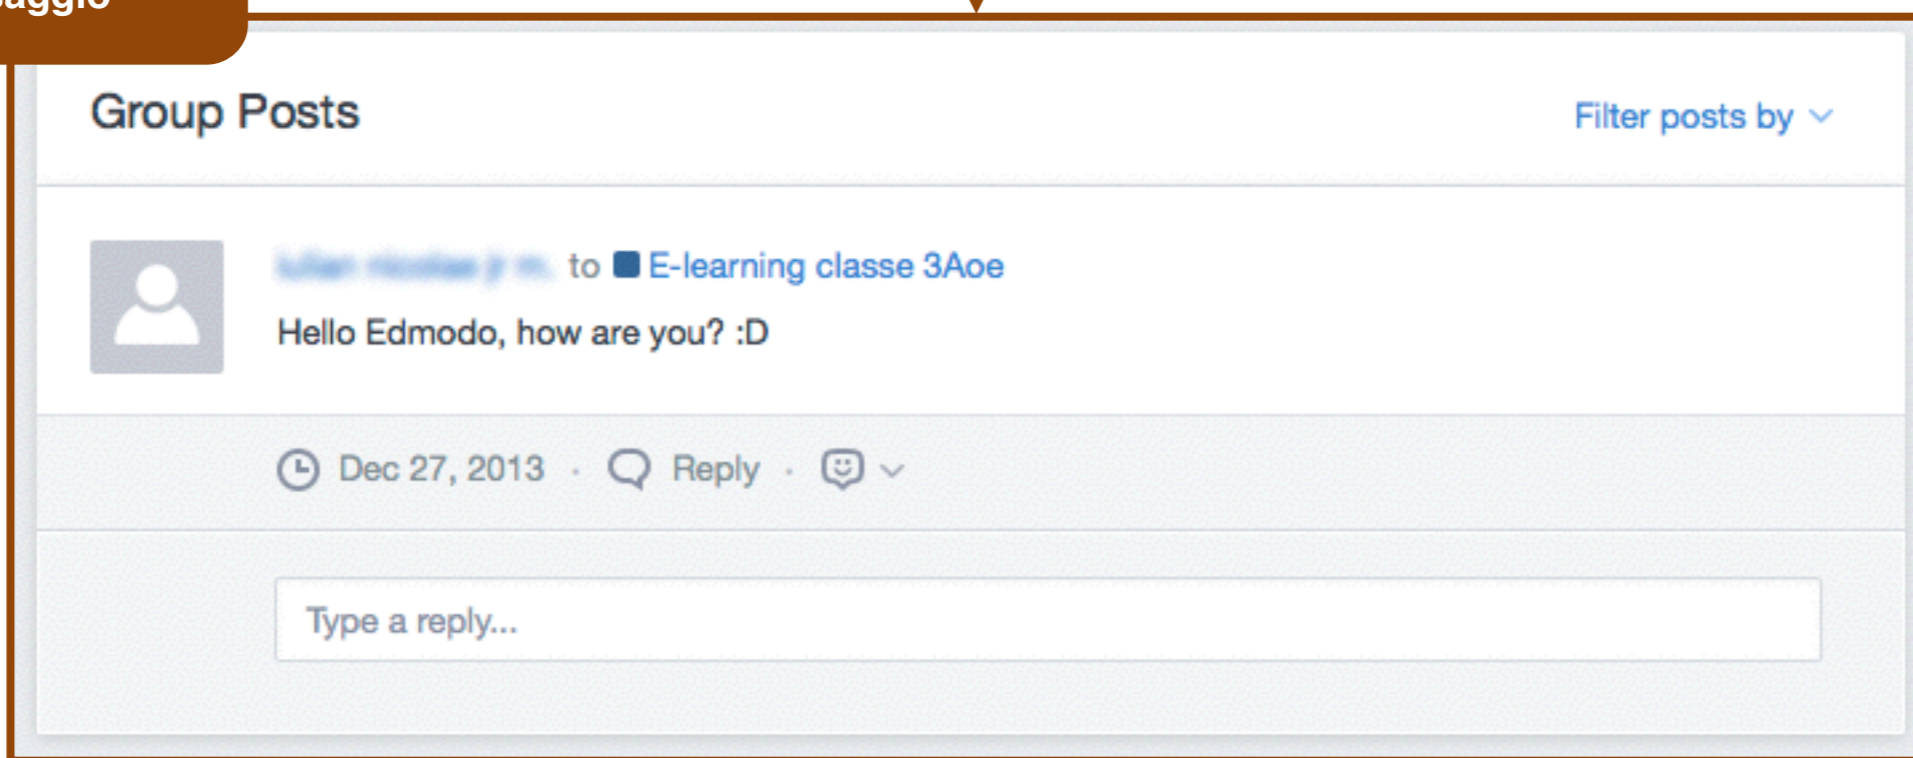 Group Posts
Filter posts by
to E-learning classe 3Aoe
Hello Edmodo, how are you? :D
Dec 27, 2013 · Reply ·
Type a reply...